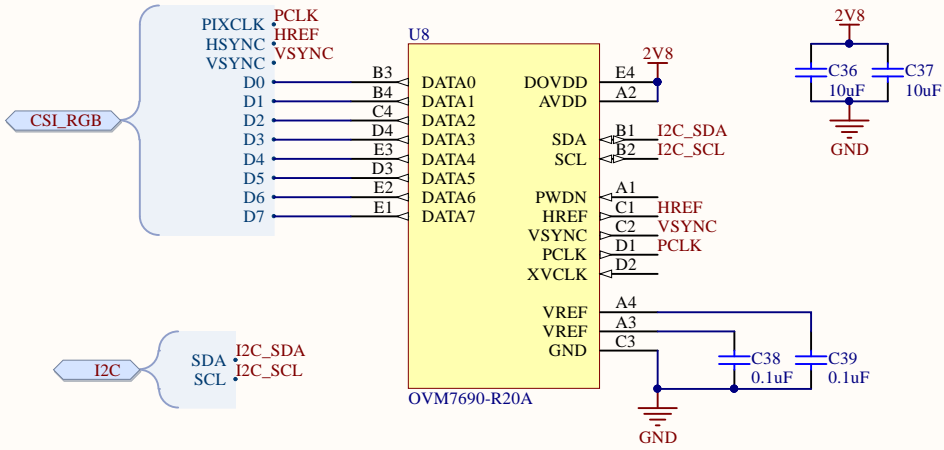 CSI_RGB
PIXCLK PCLK
HSYNC HREF
VSYNC VSYNC
D0
D1
D2
D3
D4
D5
D6
D7
I2C
SDA I2C_SDA
SCL I2C_SCL
U8
B3 DATA0
B4 DATA1
C4 DATA2
D4 DATA3
E3 DATA4
D3 DATA5
E2 DATA6
E1 DATA7
DOVDD E4
AVDD A2
2V8
SDA B1 I2C_SDA
SCL B2 I2C_SCL
PWDN A1
HREF C1 HREF
VSYNC C2 VSYNC
PCLK D1 PCLK
XVCLK D2
VREF A4
VREF A3
GND C3
OVM7690-R20A
C38
0.1uF
C39
0.1uF
GND
2V8
C36
10uF
C37
10uF
GND